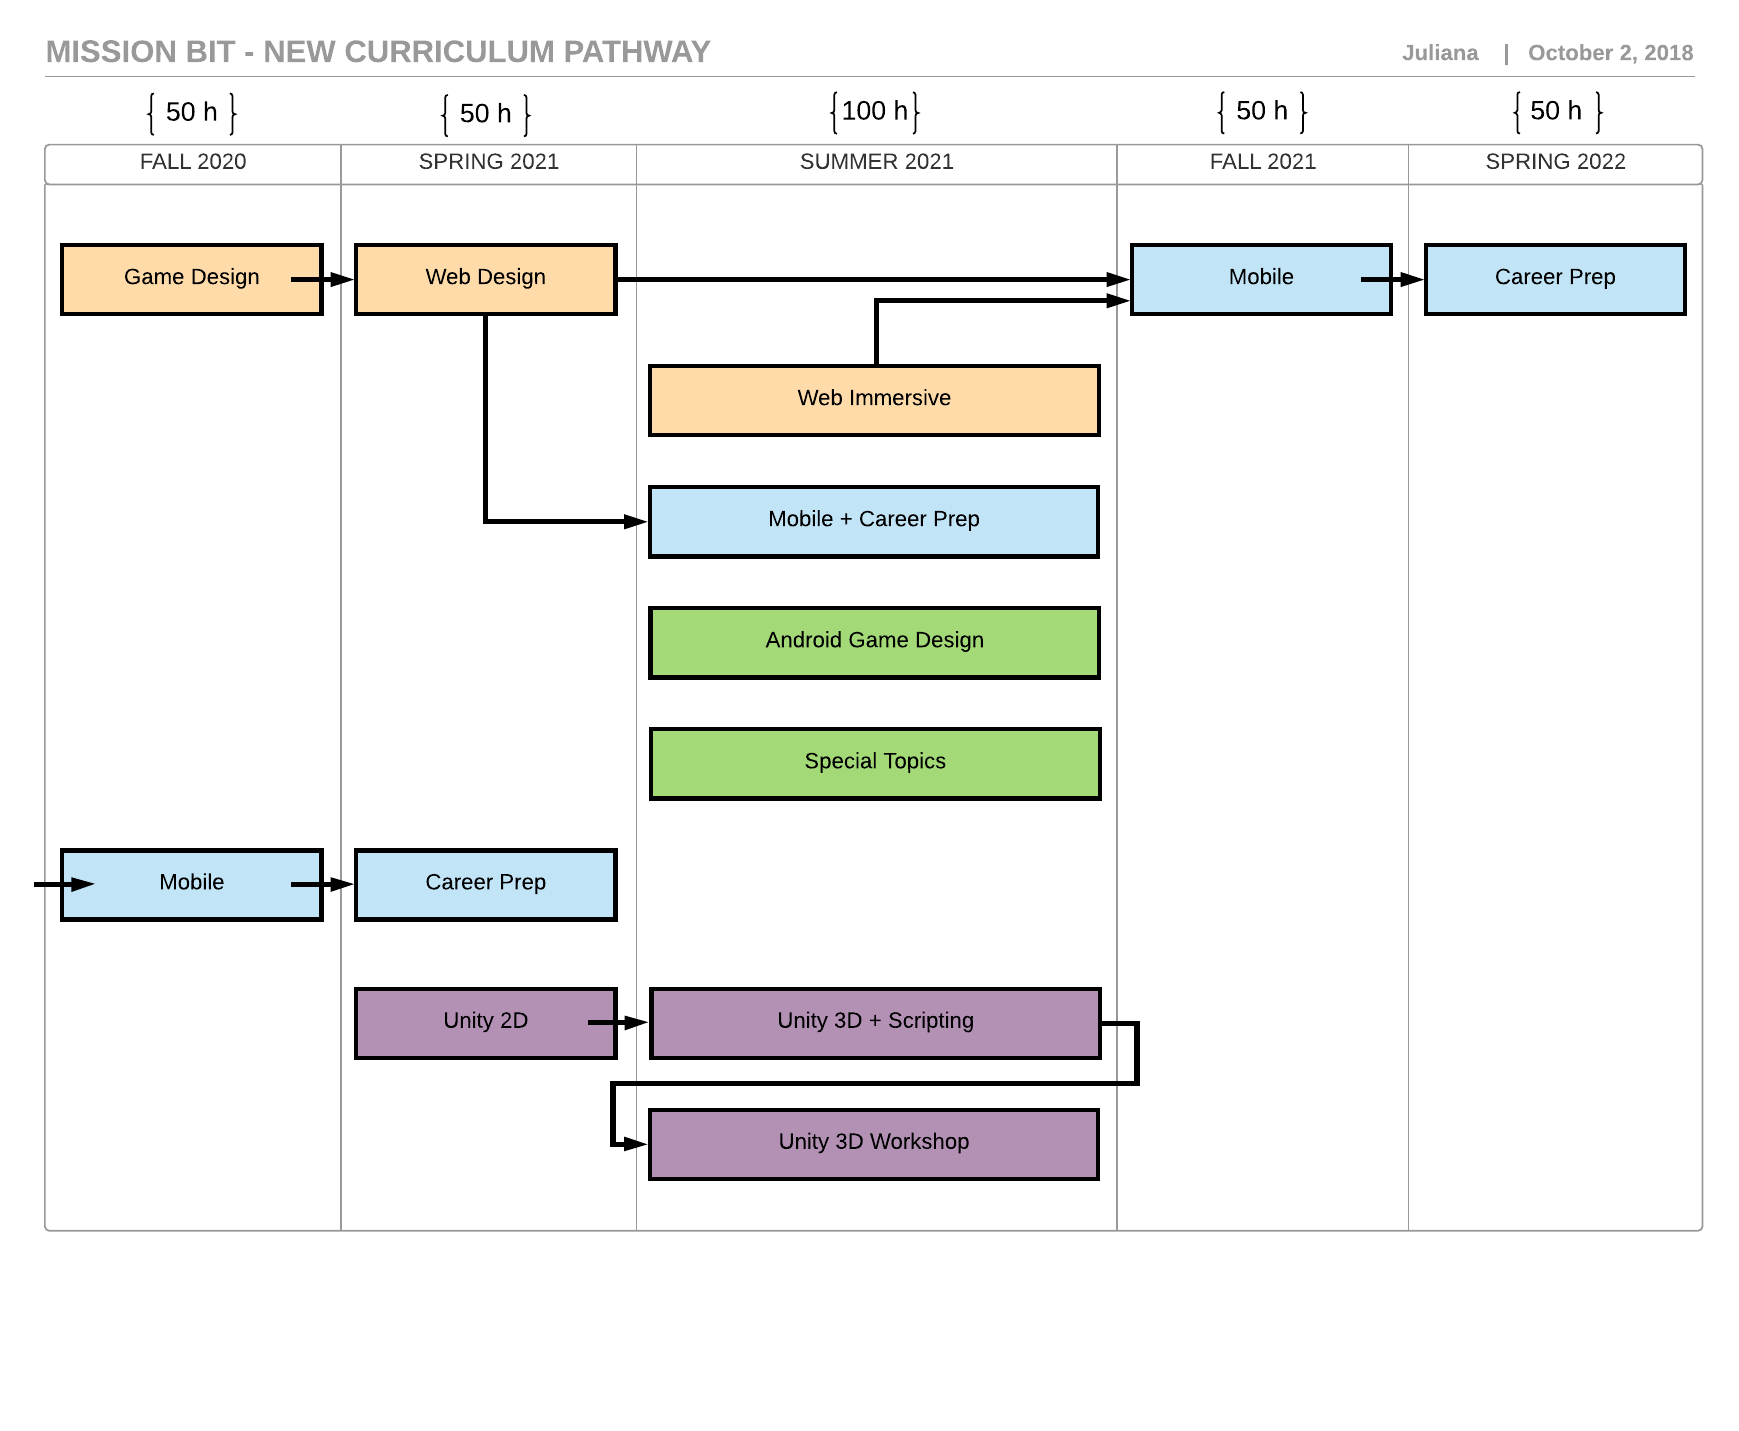 MISSION BIT - NEW CURRICULUM PATHWAY
Juliana | October 2, 2018
{ 50 h } { 50 h } {100 h} { 50 h } { 50 h }
FALL 2020 SPRING 2021 SUMMER 2021 FALL 2021 SPRING 2022
Game Design Web Design Mobile Career Prep
Web Immersive
Mobile + Career Prep
Android Game Design
Special Topics
Mobile Career Prep
Unity 2D Unity 3D + Scripting
Unity 3D Workshop